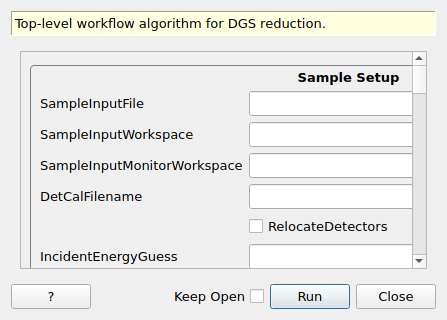 Top-level workflow algorithm for DGS reduction.
Sample Setup
SampleInputFile
SampleInputWorkspace
SampleInputMonitorWorkspace
DetCalFilename
RelocateDetectors
IncidentEnergyGuess
? Keep Open Run Close